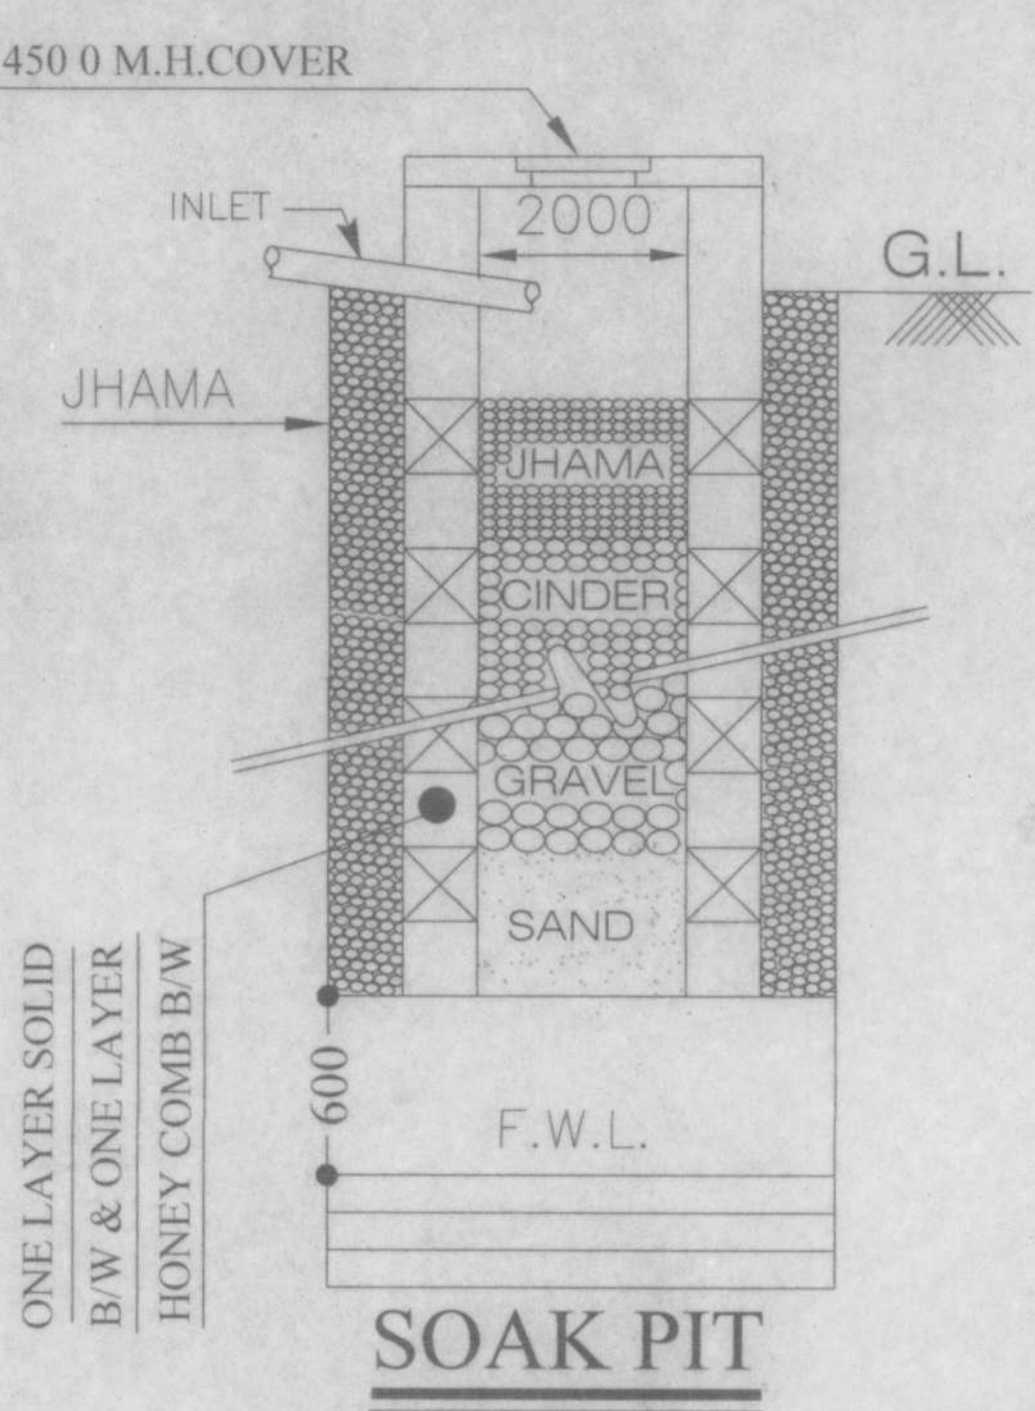 450 0 M.H.COVER
INLET
2000
G.L.
JHAMA
JHAMA
CINDER
GRAVEL
SAND
ONE LAYER SOLID
B/W & ONE LAYER
HONEY COMB B/W
600
F.W.L.
SOAK PIT